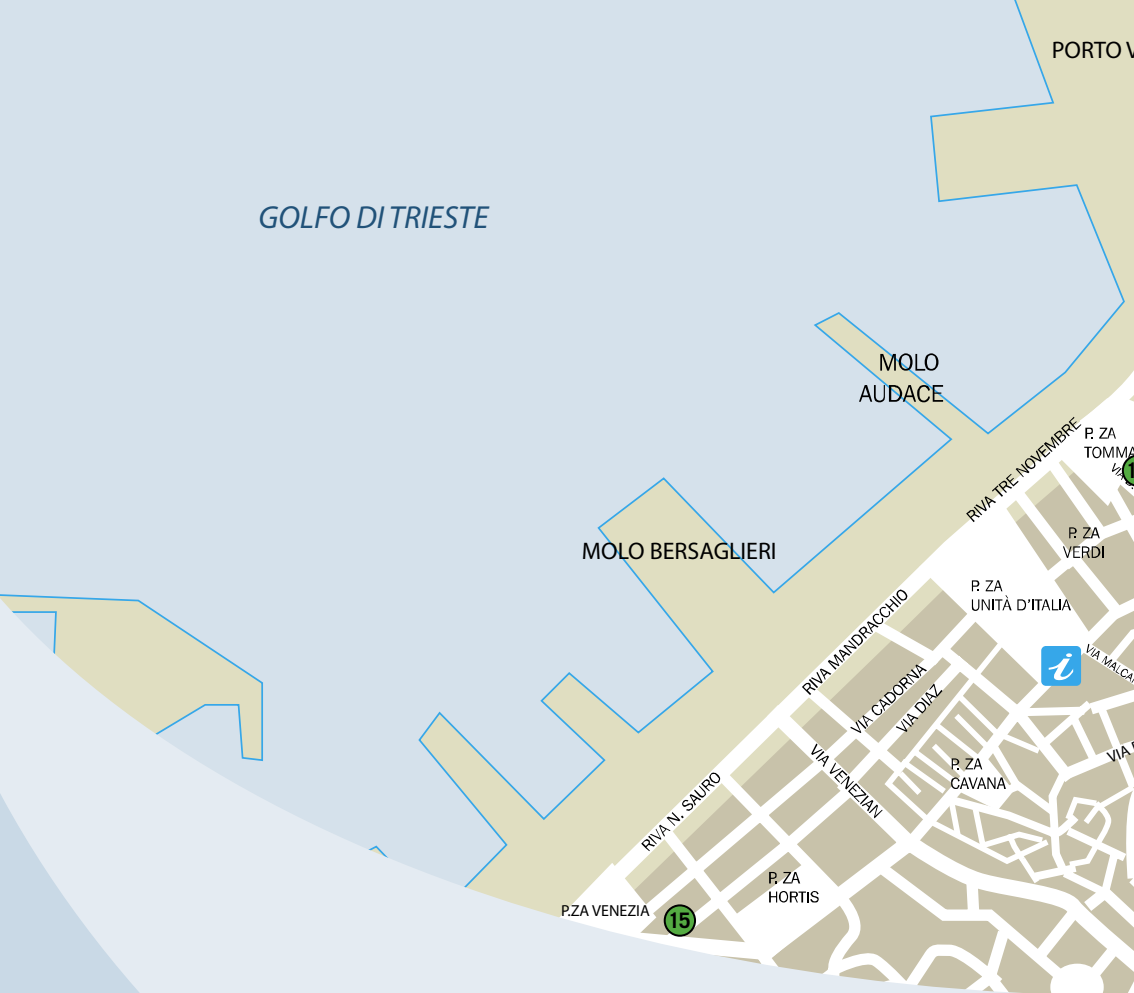 PORTO V
GOLFO DI TRIESTE
MOLO
AUDACE
RIVA TRE NOVEMBRE
P. ZA
TOMMA
P. ZA
VERDI
MOLO BERSAGLIERI
P. ZA
UNITÀ D'ITALIA
RIVA MANDRACCHIO
i
VIA MALCA
VIA CADORNA
VIA DIAZ
VIA
P. ZA
CAVANA
VIA VENEZIAN
RIVA N. SAURO
P. ZA
HORTIS
P.ZA VENEZIA
15